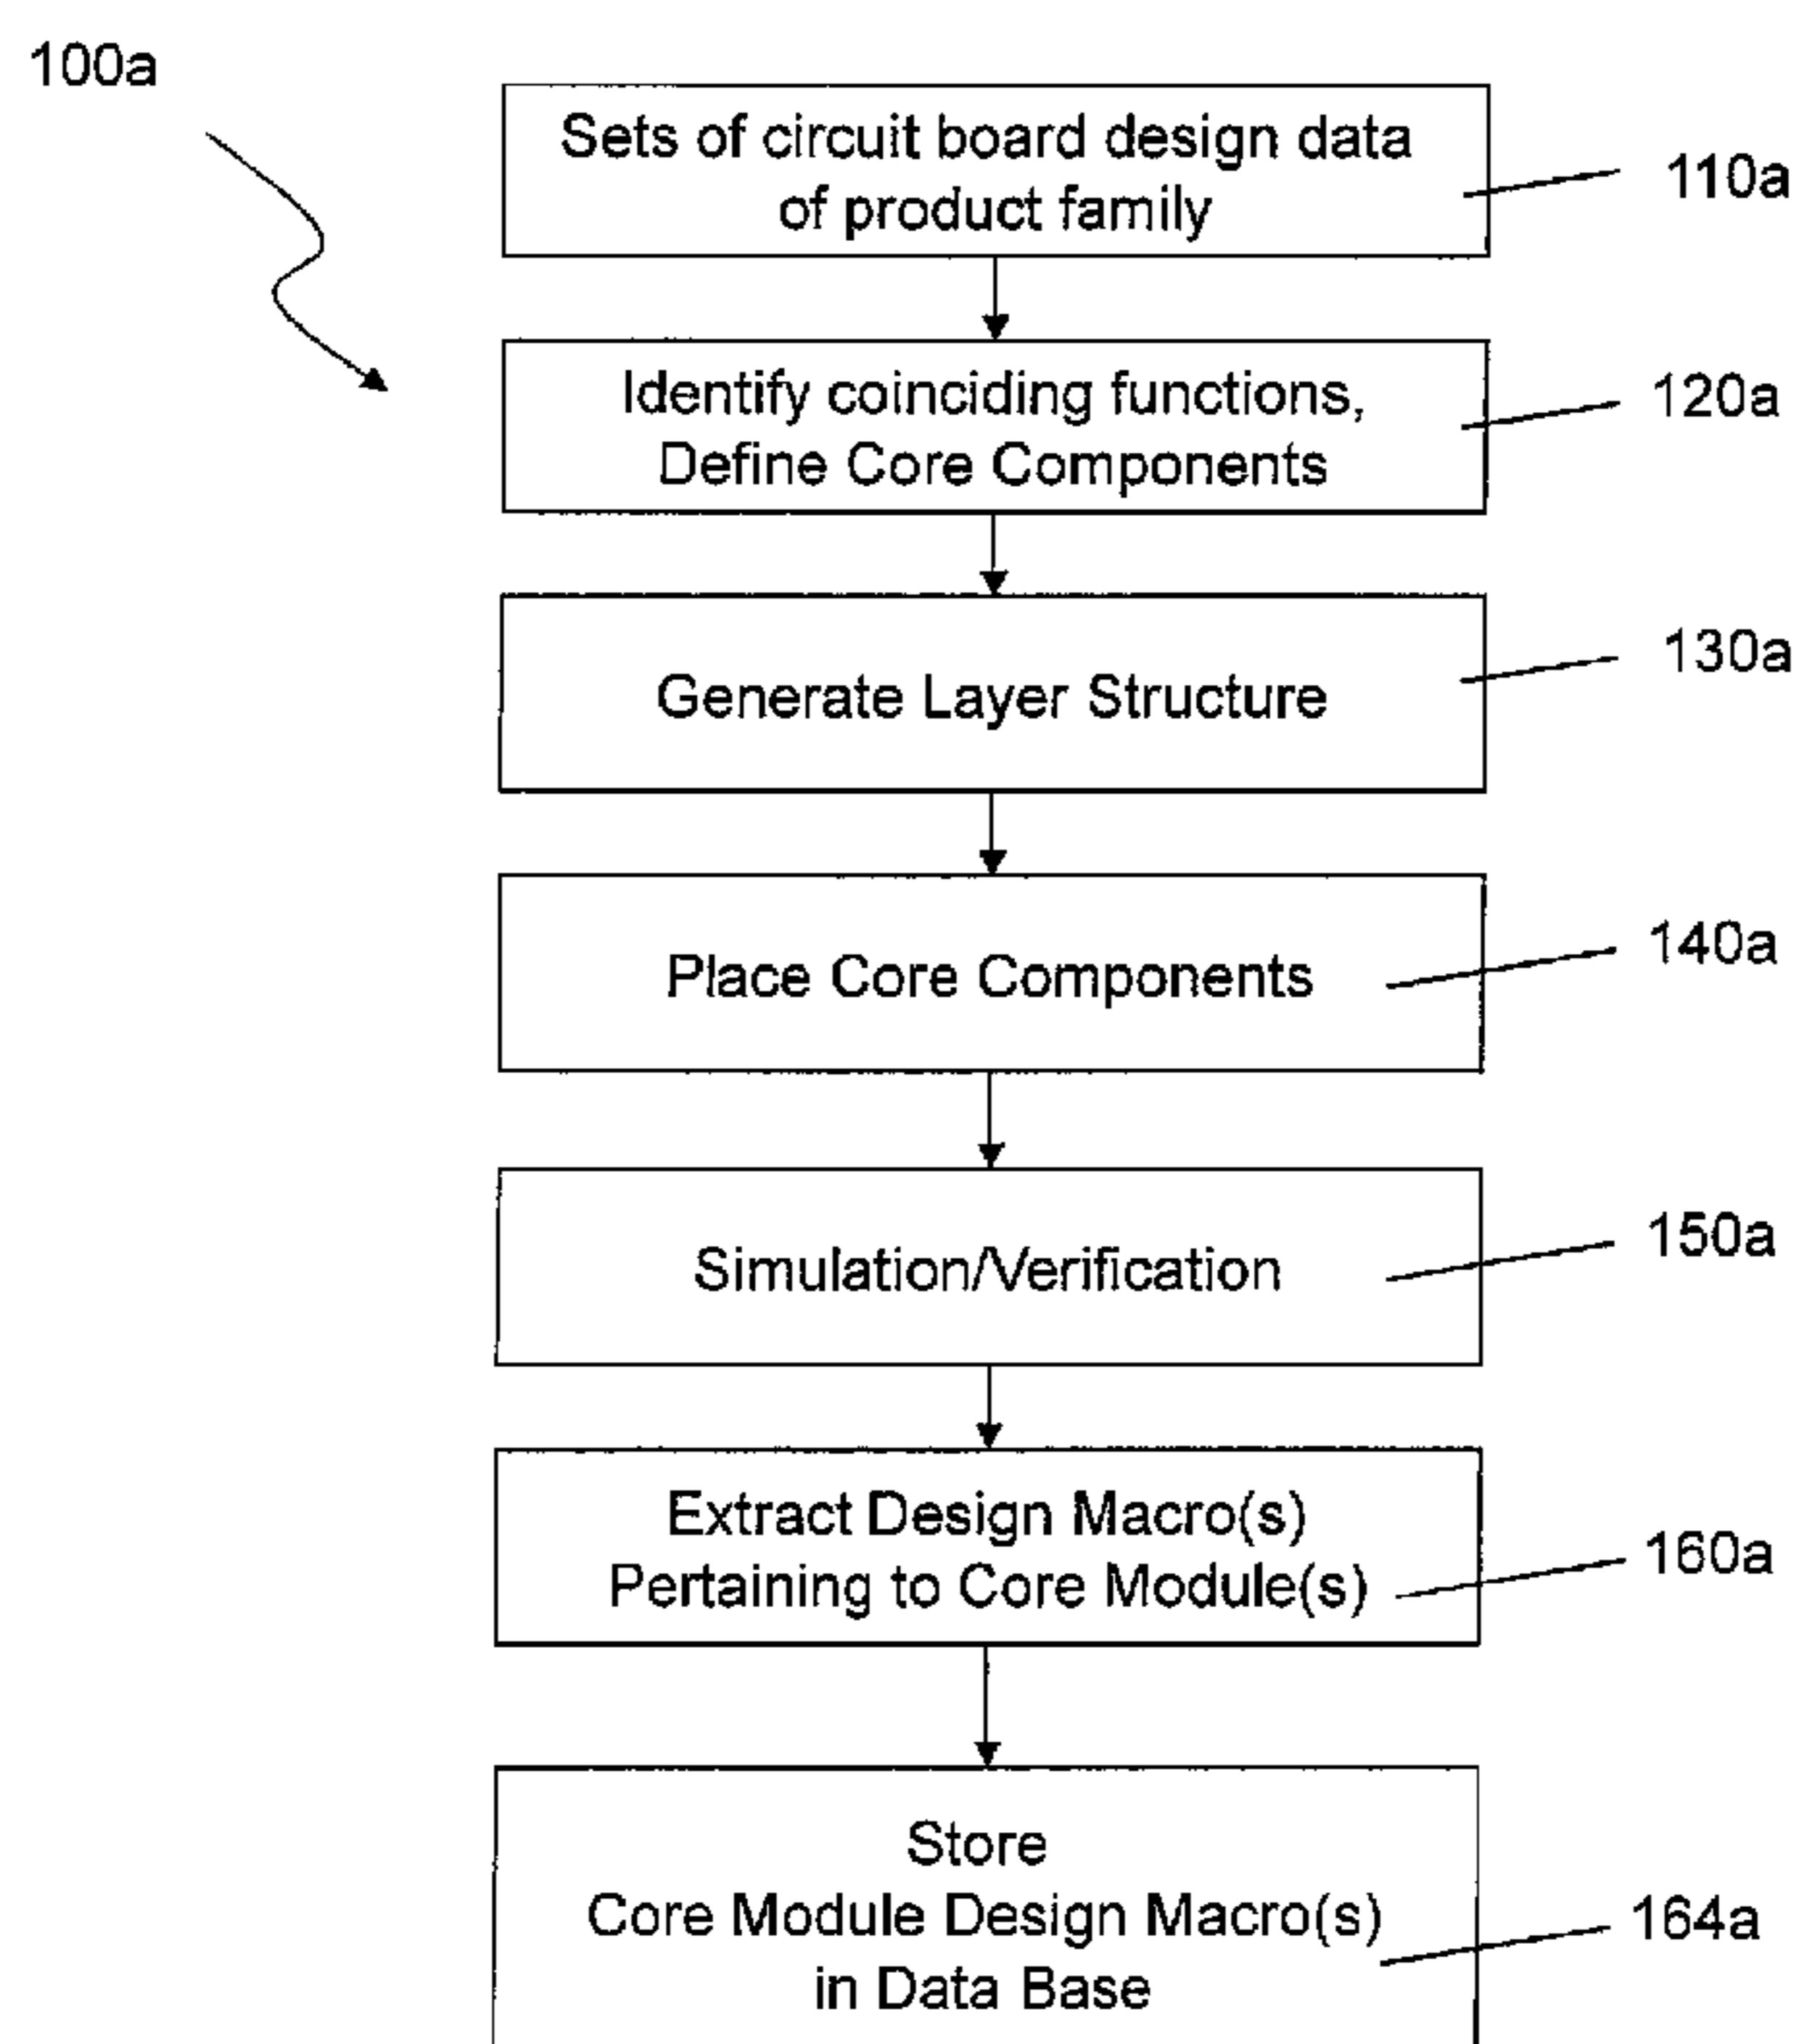 100a
Sets of circuit board design data
of product family
110a
Identify coinciding functions,
Define Core Components
120a
Generate Layer Structure
130a
Place Core Components
140a
Simulation/Verification
150a
Extract Design Macro(s)
Pertaining to Core Module(s)
160a
Store
Core Module Design Macro(s)
in Data Base
164a